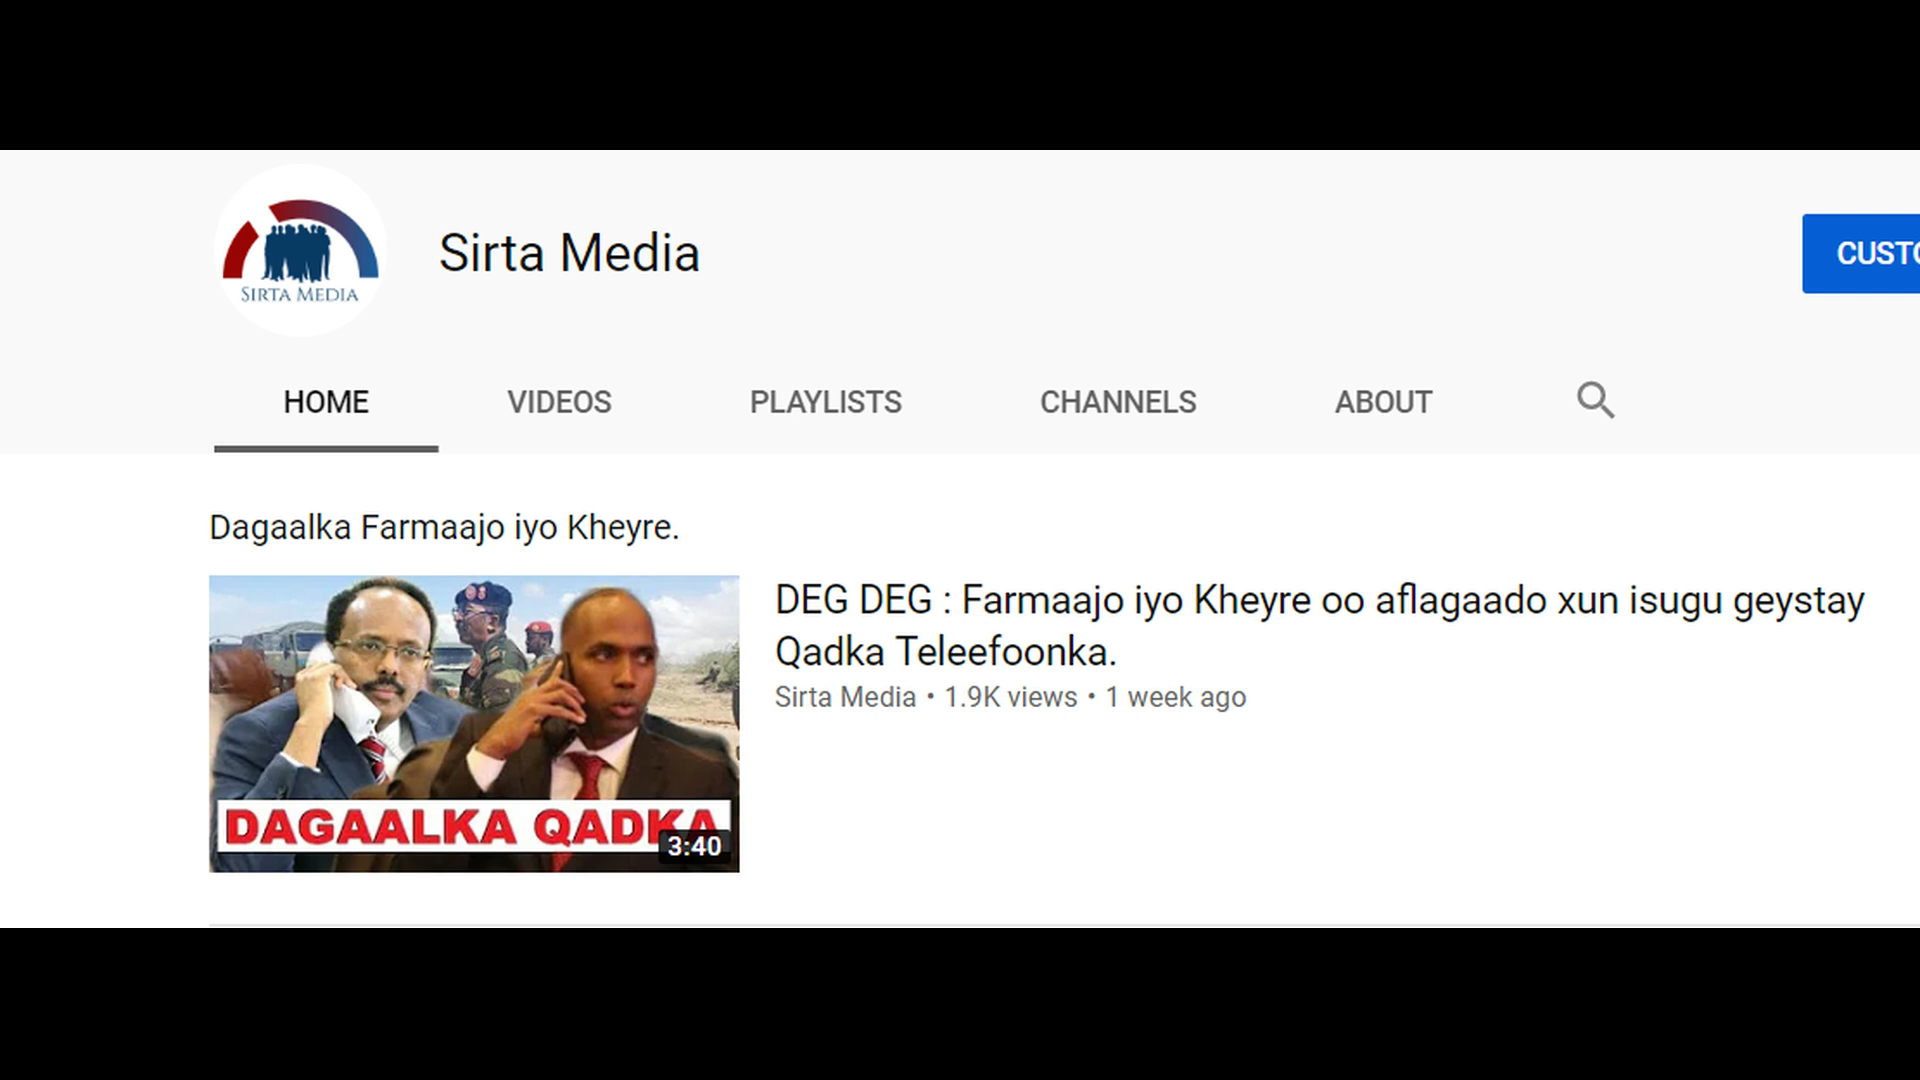 SIRTA MEDIA
Sirta Media
CUSTO
HOME VIDEOS PLAYLISTS CHANNELS ABOUT
Dagaalka Farmaajo iyo Kheyre.
DAGAALKA QADKA
3:40
DEG DEG : Farmaajo iyo Kheyre oo aflagaado xun isugu geystay
Qadka Teleefoonka.
Sirta Media • 1.9K views • 1 week ago